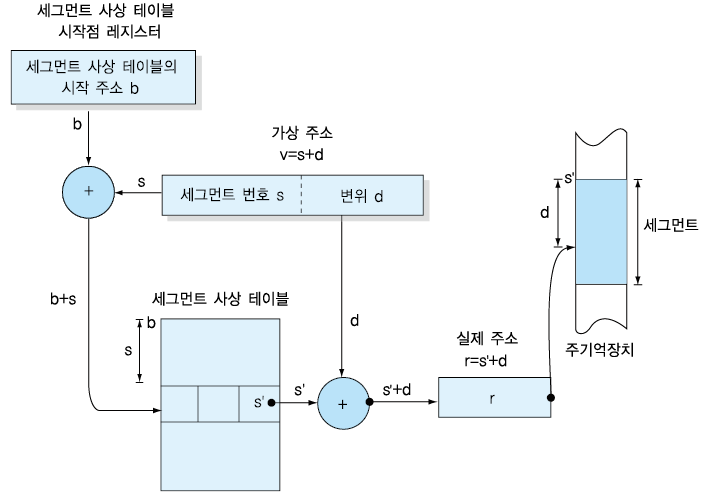 세그먼트 사상 테이블
시작점 레지스터
세그먼트 사상 테이블의
시작 주소 b
b
가상 주소
v=s+d
+
s
세그먼트 번호 s
변위 d
s'
d
세그먼트
b+s
세그먼트 사상 테이블
b
s
d
실제 주소
r=s'+d
주기억장치
s'
s'
+
s'+d
r